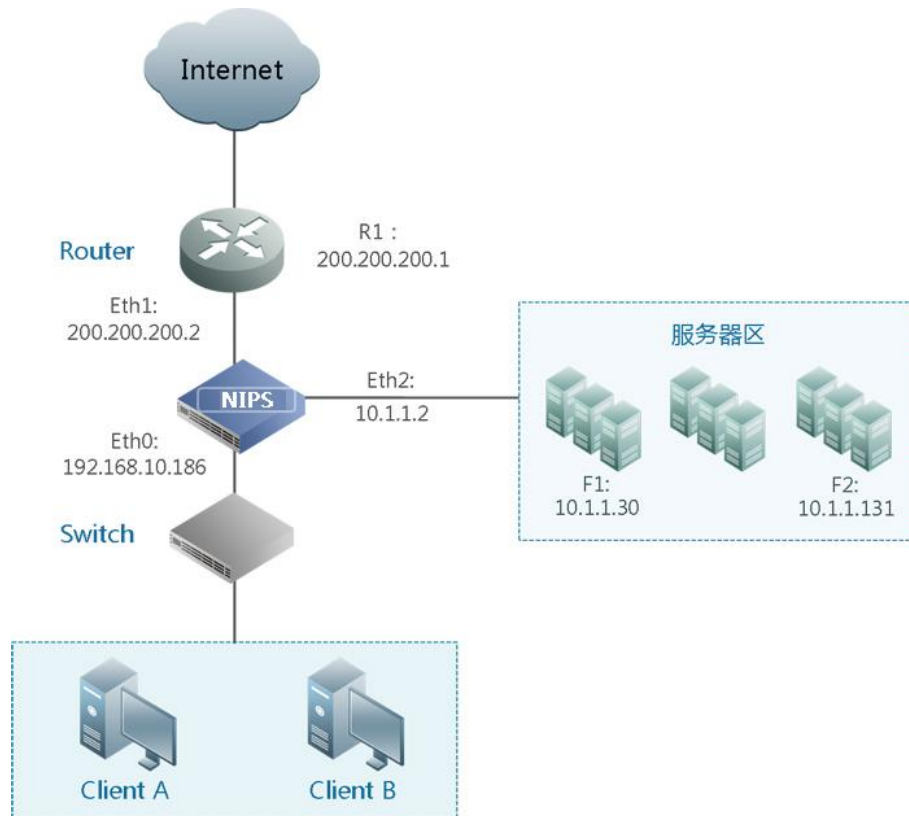 Internet
Router
R1 :
200.200.200.1
Eth1:
200.200.200.2
NIPS
Eth2:
10.1.1.2
Eth0:
192.168.10.186
Switch
服务器区
F1:
10.1.1.30
F2:
10.1.1.131
Client A
Client B